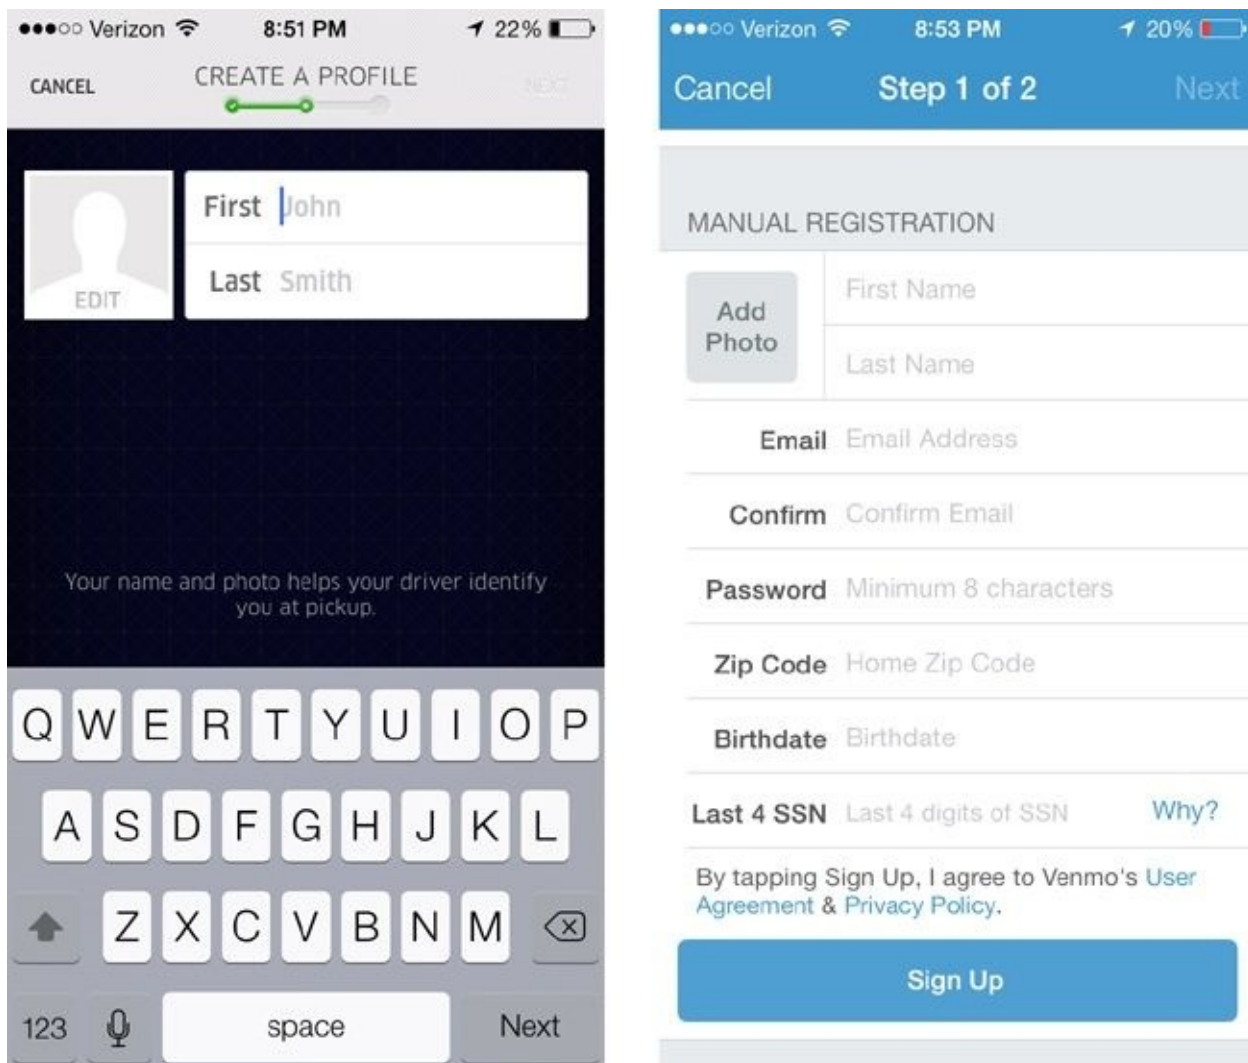 Verizon 8:51 PM 22%
CANCEL CREATE A PROFILE NEXT
First John
Last Smith
EDIT
Your name and photo helps your driver identify
you at pickup.
Q W E R T Y U I O P
A S D F G H J K L
Z X C V B N M
123 space Next
Verizon 8:53 PM 20%
Cancel Step 1 of 2 Next
MANUAL REGISTRATION
Add
Photo
First Name
Last Name
Email Email Address
Confirm Confirm Email
Password Minimum 8 characters
Zip Code Home Zip Code
Birthdate Birthdate
Last 4 SSN Last 4 digits of SSN Why?
By tapping Sign Up, I agree to Venmo's User
Agreement & Privacy Policy.
Sign Up